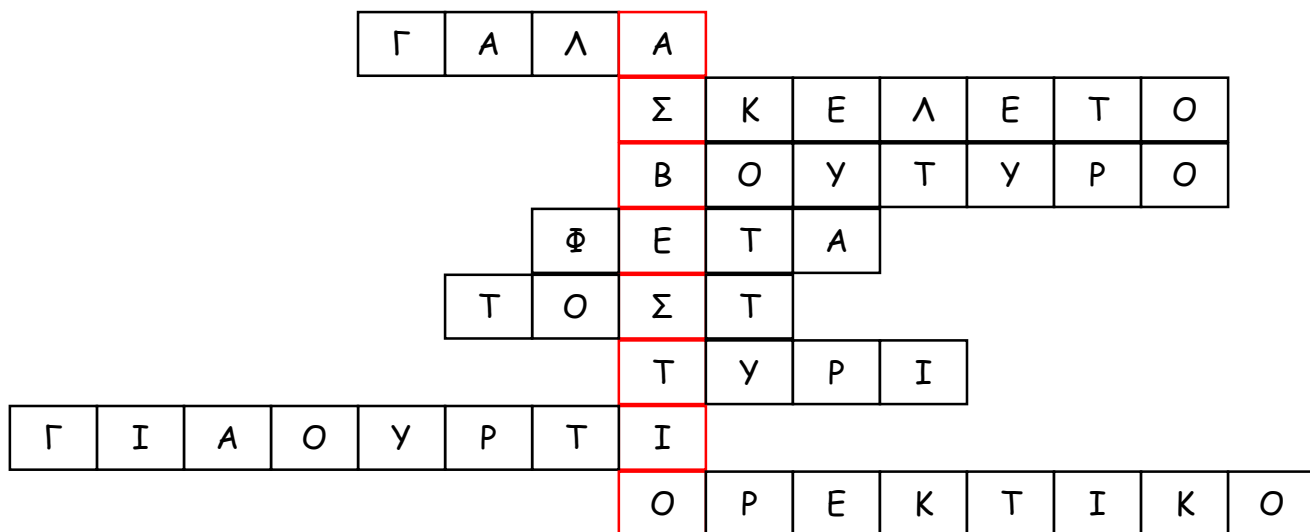 ΓΑΛΑ
ΣΚΕΛΕΤΟ
ΒΟΥΤΥΡΟ
ΦΕΤΑ
ΤΟΣΤ
ΤΥΡΙ
ΓΙΑΟΥΡΤΙ
ΟΡΕΚΤΙΚΟ